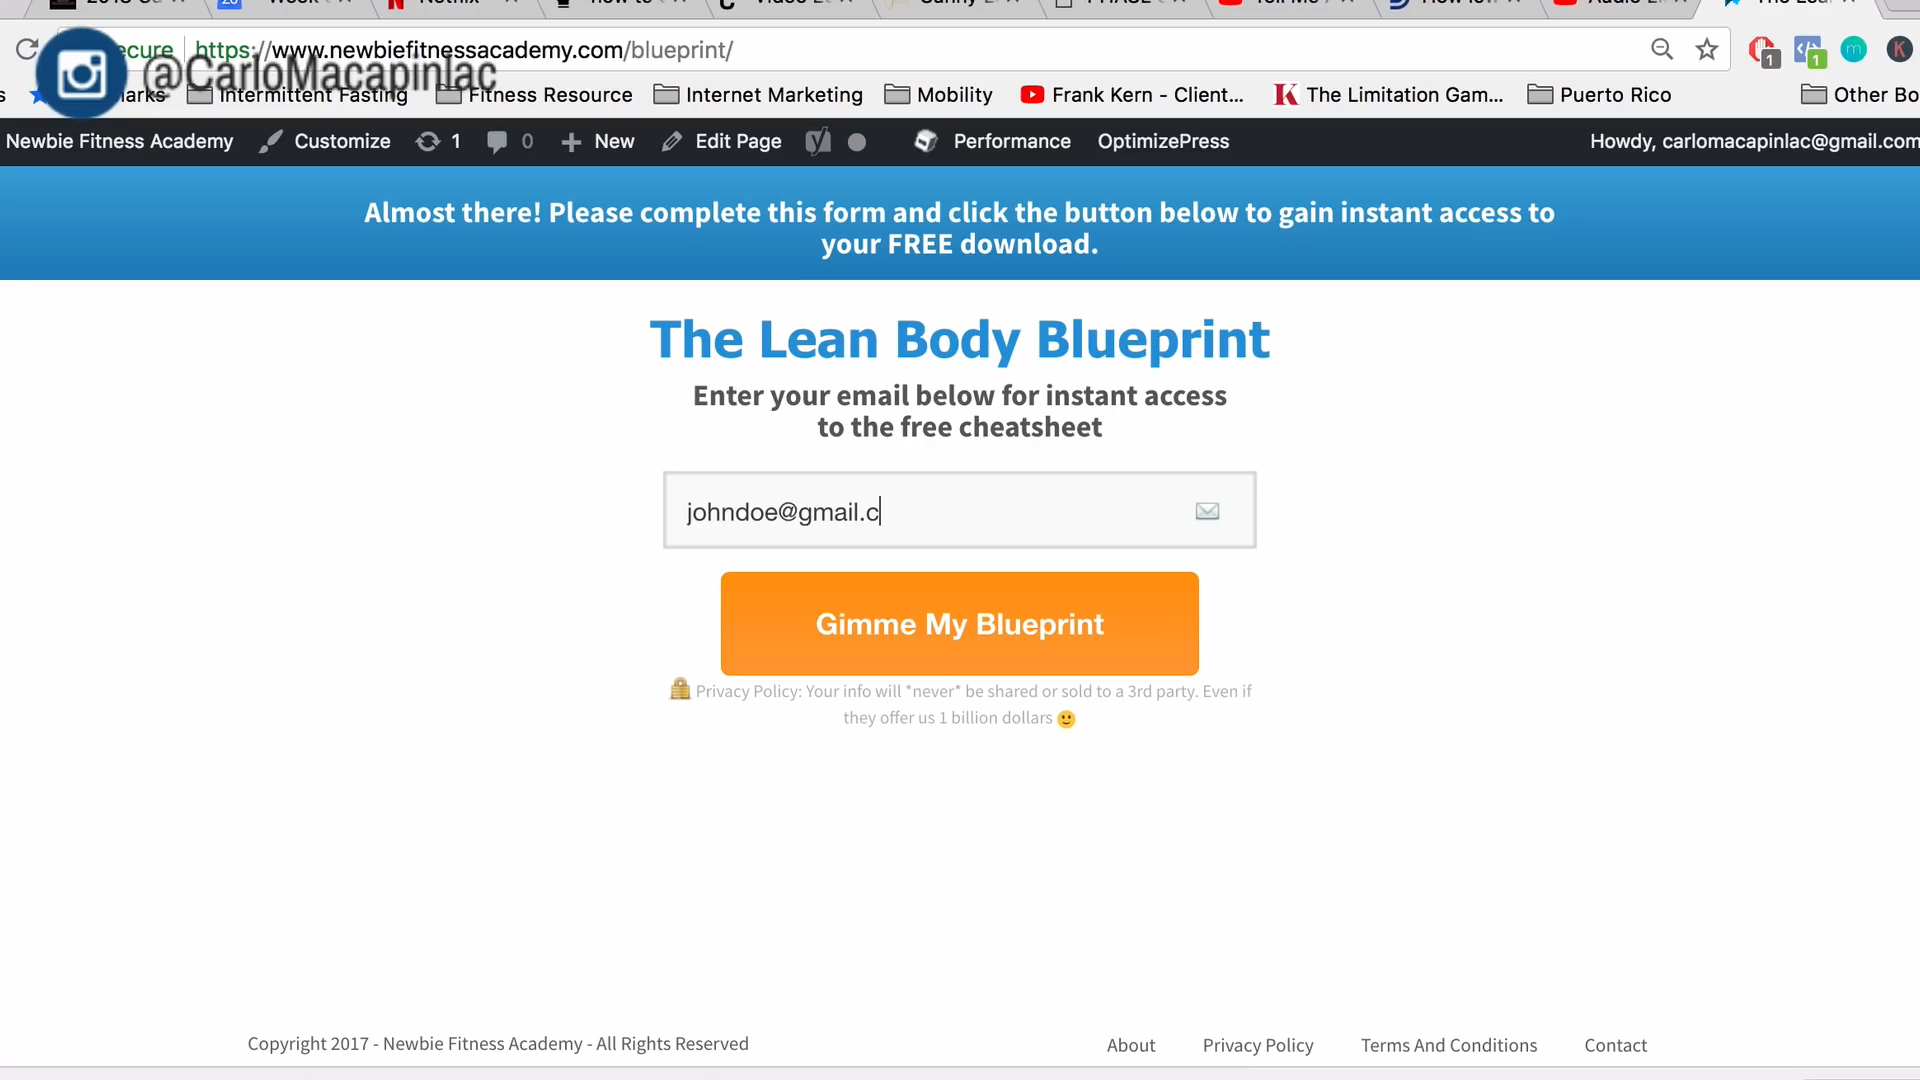 Netflix
https://www.newbiefitnessacademy.com/blueprint/
@CarloMacapinlac
Intermittent Fasting
Fitness Resource
Internet Marketing
Mobility
Frank Kern - Client...
The Limitation Gam...
Puerto Rico
Other Bo
Newbie Fitness Academy
Customize
1
0
New
Edit Page
Performance
OptimizePress
Howdy, carlomacapinlac@gmail.com
Almost there! Please complete this form and click the button below to gain instant access to
your FREE download.
The Lean Body Blueprint
Enter your email below for instant access
to the free cheatsheet
johndoe@gmail.c
Gimme My Blueprint
Privacy Policy: Your info will *never* be shared or sold to a 3rd party. Even if
they offer us 1 billion dollars
Copyright 2017 - Newbie Fitness Academy - All Rights Reserved
About
Privacy Policy
Terms And Conditions
Contact